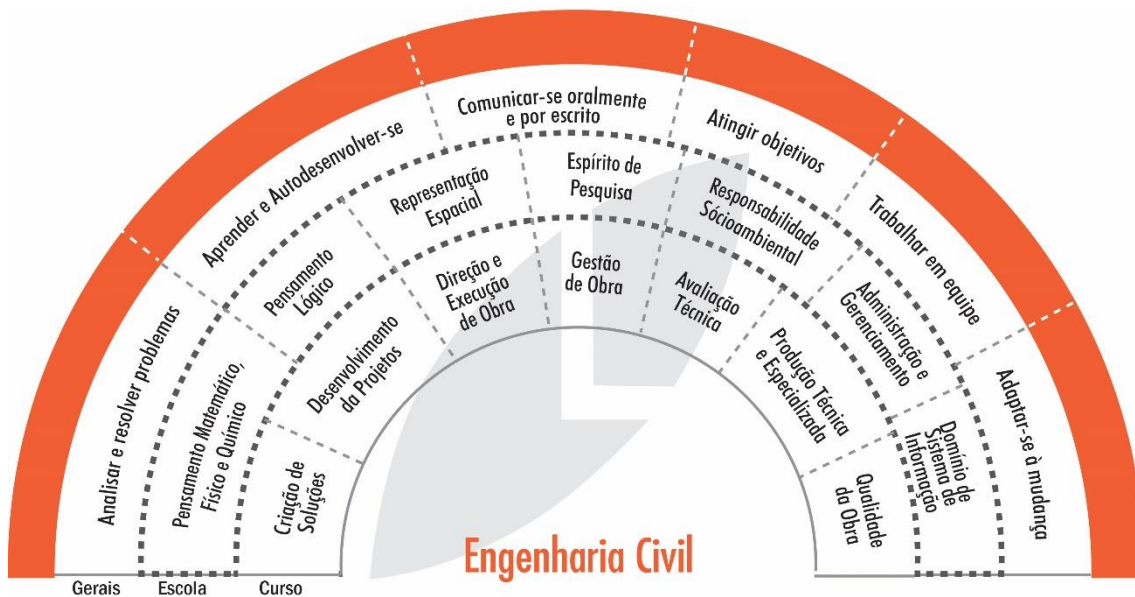 Analisar e resolver problemas
Aprender e Autodesenvolver-se
Comunicar-se oralmente
e por escrito
Atingir objetivos
Trabalhar em equipe
Adaptar-se à mudança
Pensamento Matemático,
Físico e Químico
Pensamento
Lógico
Representação
Espacial
Espírito de
Pesquisa
Responsabilidade
Sócioambiental
Administração e
Gerenciamento
Domínio de
Sistema de
Informação
Criação de
Soluções
Desenvolvimento
da Projetos
Direção e
Execução
de Obra
Gestão
de Obra
Avaliação
Técnica
Produção Técnica
e Especializada
Qualidade
da Obra
Engenharia Civil
Gerais
Escola
Curso